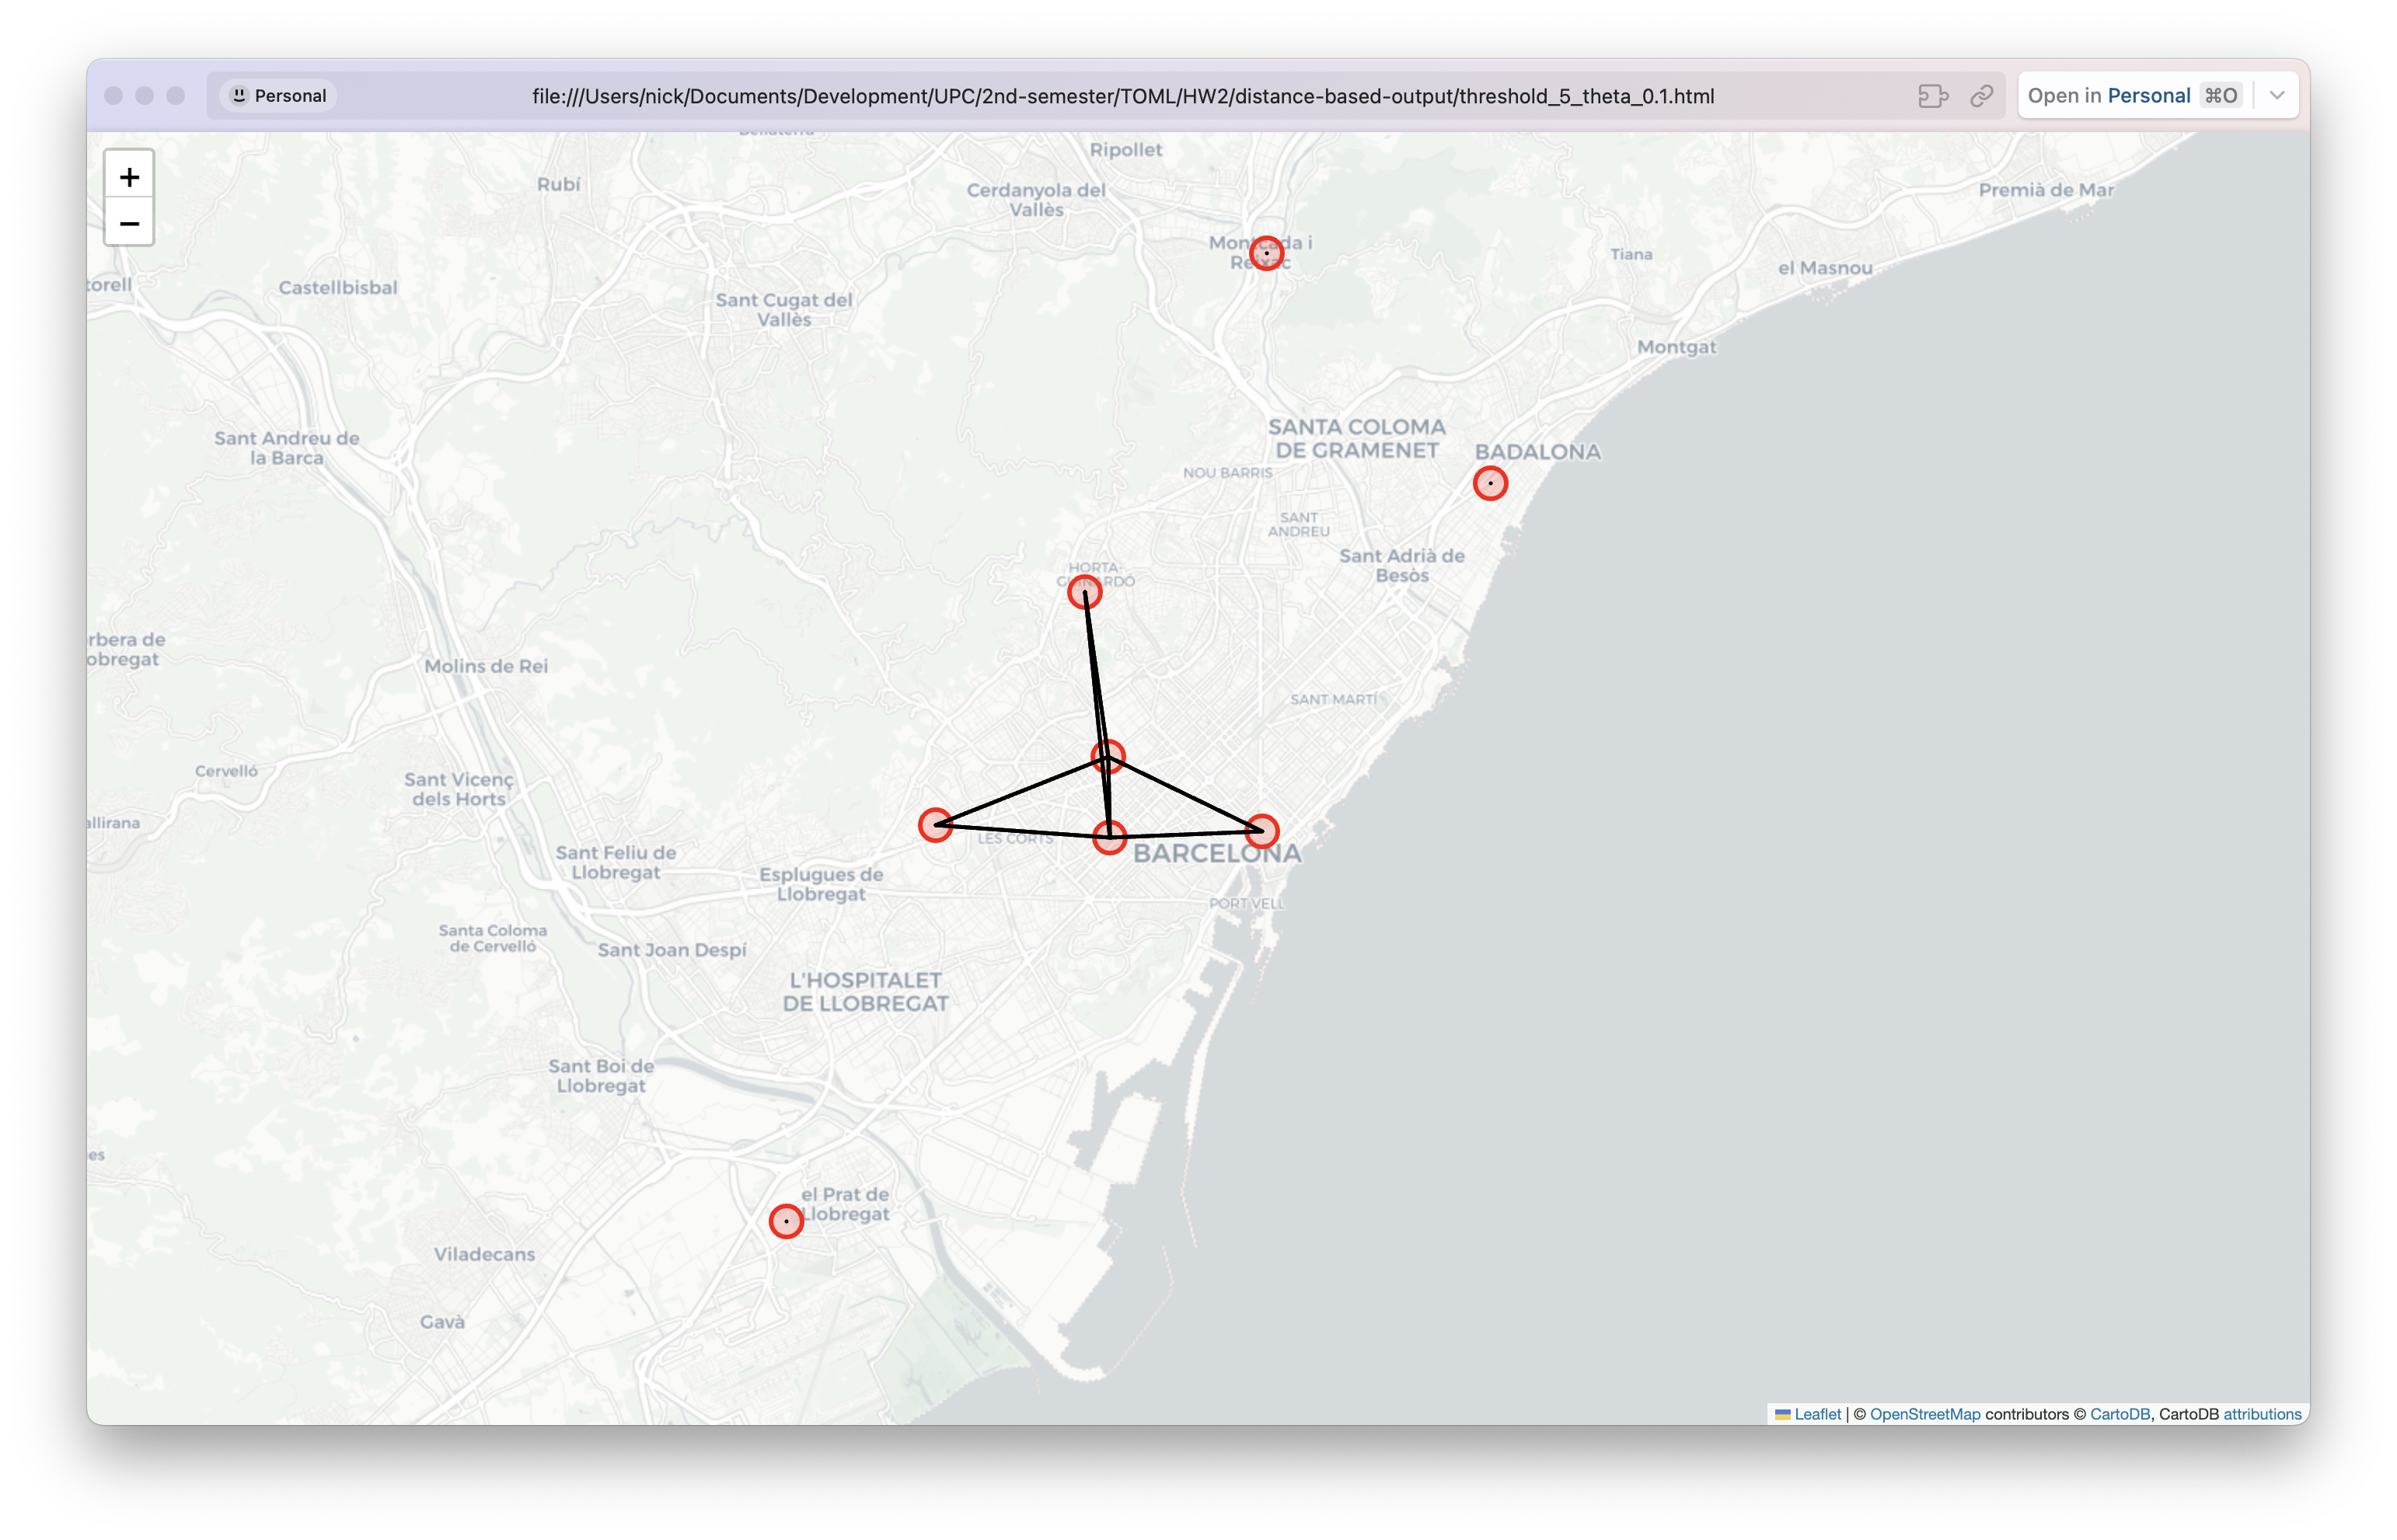 Personal
file:///Users/nick/Documents/Development/UPC/2nd-semester/TOML/HW2/distance-based-output/threshold_5_theta_0.1.html
Open in Personal ⌘O
+
−
Ripollet
Rubí
Cerdanyola del
Vallès
Premià de Mar
Montcada i
Reixac
Tiana
el Masnou
torell
Castellbisbal
Sant Cugat del
Vallès
Montgat
SANTA COLOMA
DE GRAMENET
BADALONA
Sant Andreu de
la Barca
NOU BARRIS
SANT
ANDREU
Sant Adrià de
Besòs
HORTA-
GUINARDÓ
rbera de
obregat
Molins de Rei
SANT MARTÍ
Cervelló
Sant Vicenç
dels Horts
allirana
LES CORTS
BARCELONA
Sant Feliu de
Llobregat
Esplugues de
Llobregat
PORT VELL
Santa Coloma
de Cervelló
Sant Joan Despí
L'HOSPITALET
DE LLOBREGAT
Sant Boi de
Llobregat
es
el Prat de
Llobregat
Viladecans
Gavà
Leaflet | © OpenStreetMap contributors © CartoDB, CartoDB attributions